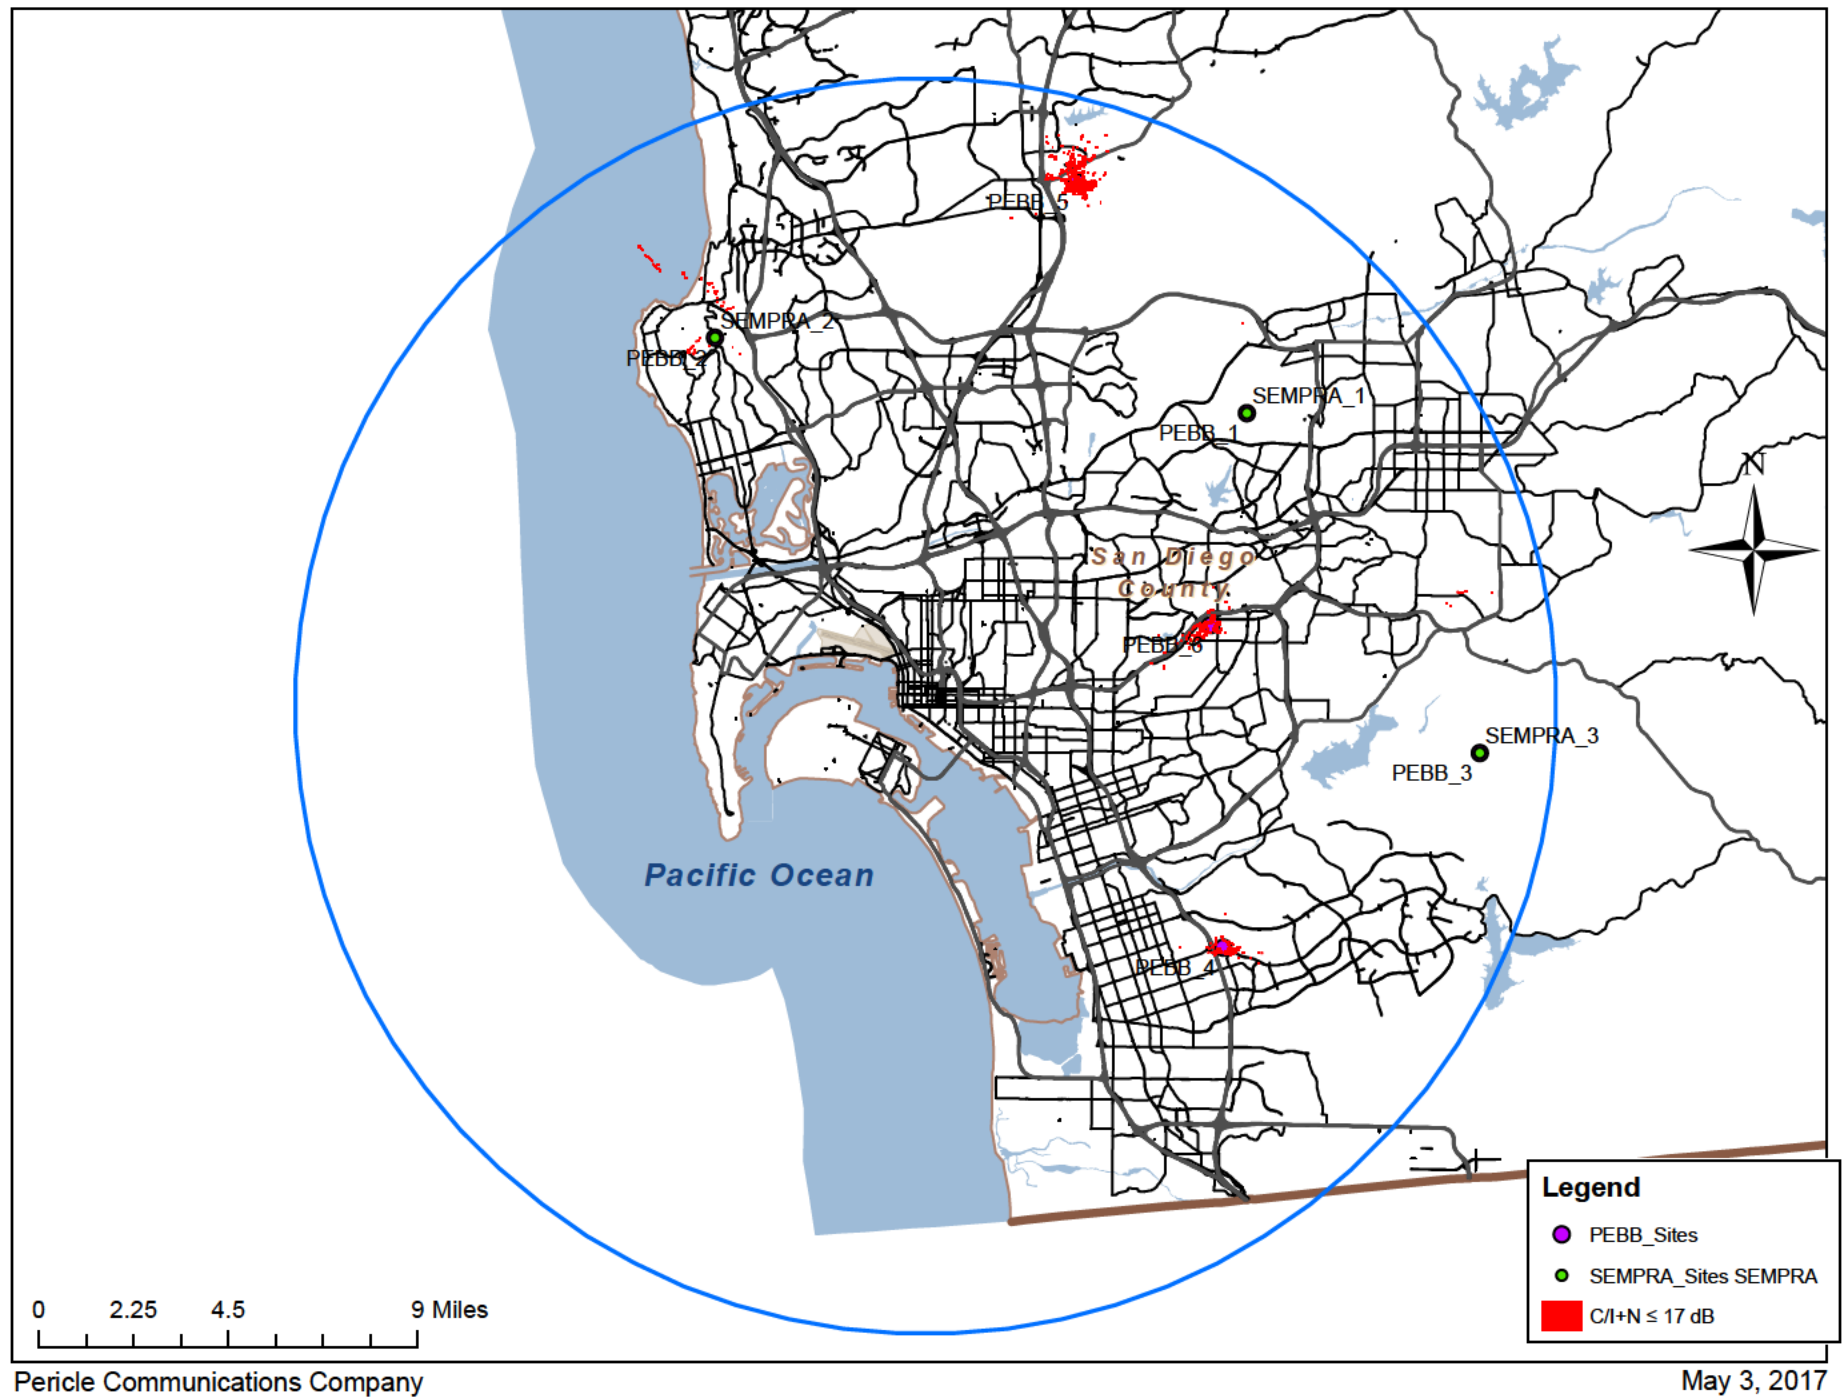 PEBB_5
SEMPRA_2
PEBB_2
SEMPRA_1
PEBB_1
N
San Diego
County
PEBB_6
SEMPRA_3
PEBB_3
Pacific Ocean
PEBB_4
Legend
PEBB_Sites
SEMPRA_Sites SEMPRA
C/I+N ≤ 17 dB
0 2.25 4.5 9 Miles
Pericle Communications Company
May 3, 2017